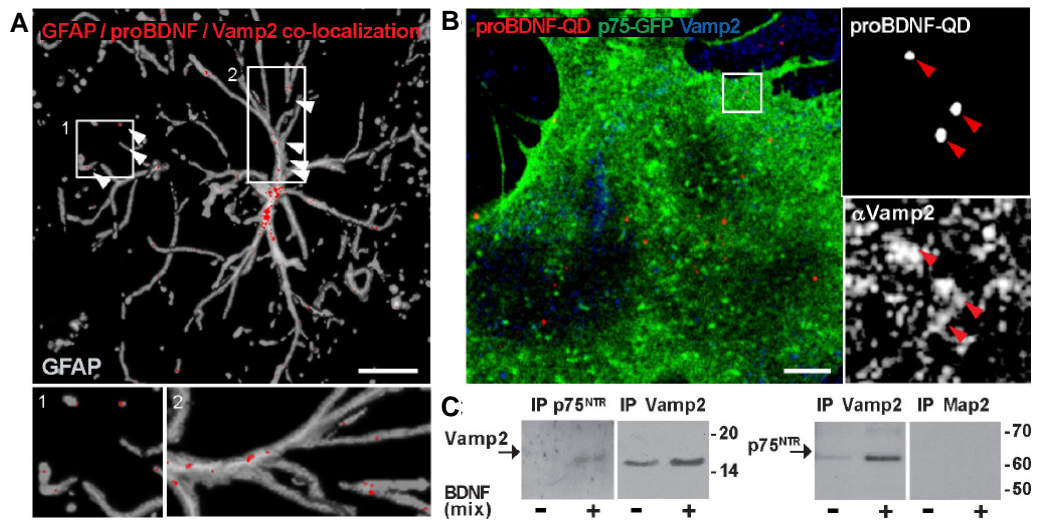 A
GFAP / proBDNF / Vamp2 co-localization
1
2
GFAP
1
2
B
proBDNF-QD p75-GFP Vamp2
proBDNF-QD
αVamp2
C
IP p75NTR
IP Vamp2
IP Vamp2
IP Map2
Vamp2
- 20
- 14
p75NTR
-70
-60
-50
BDNF
(mix)
- + - +
- + - +